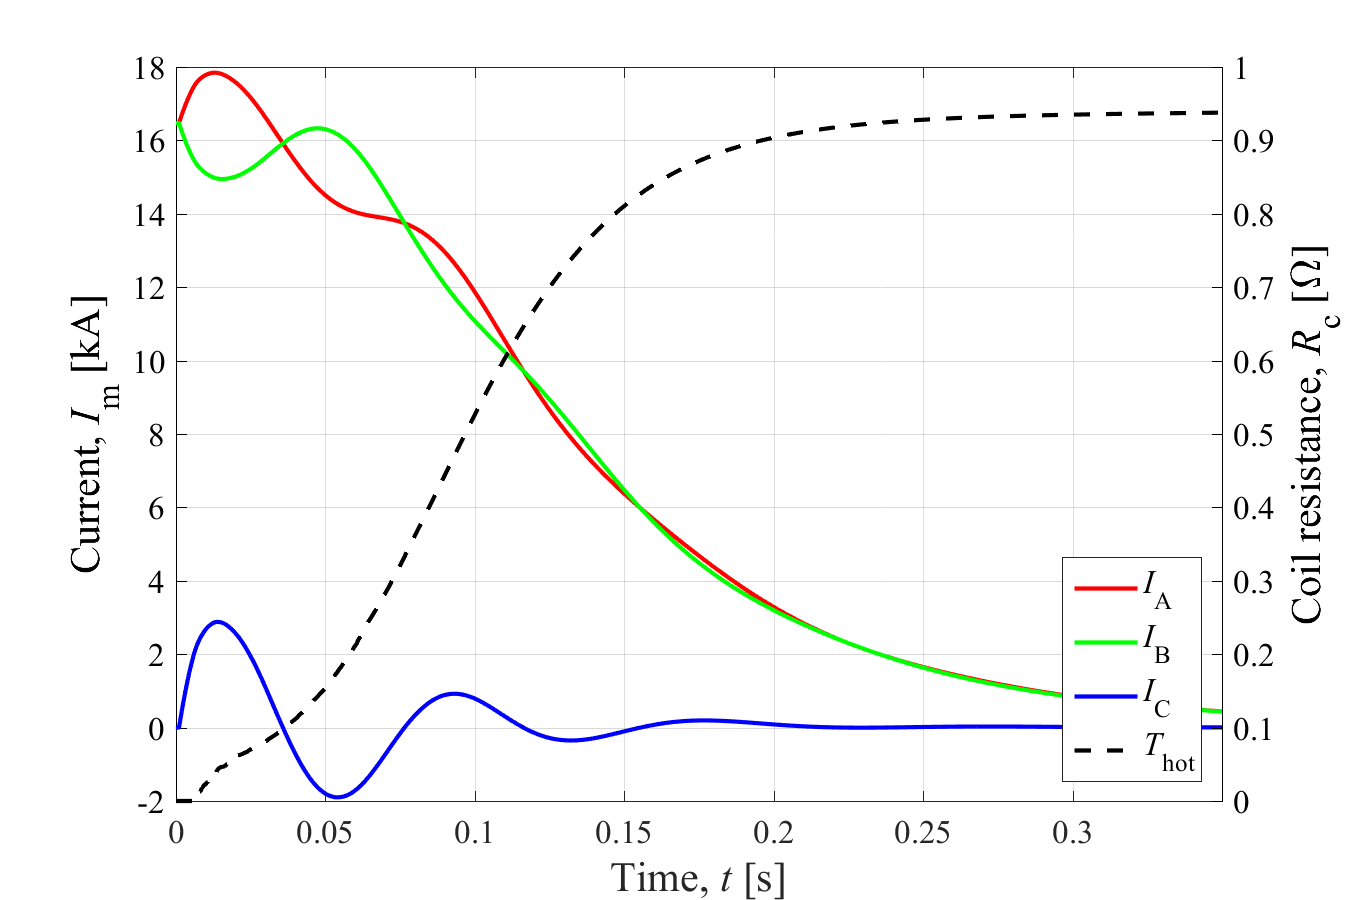 18
16
14
12
10
8
6
4
2
0
-2
Current, I_m [kA]
1
0.9
0.8
0.7
0.6
0.5
0.4
0.3
0.2
0.1
0
Coil resistance, R_c [Ω]
I_A
I_B
I_C
T_hot
0 0.05 0.1 0.15 0.2 0.25 0.3
Time, t [s]